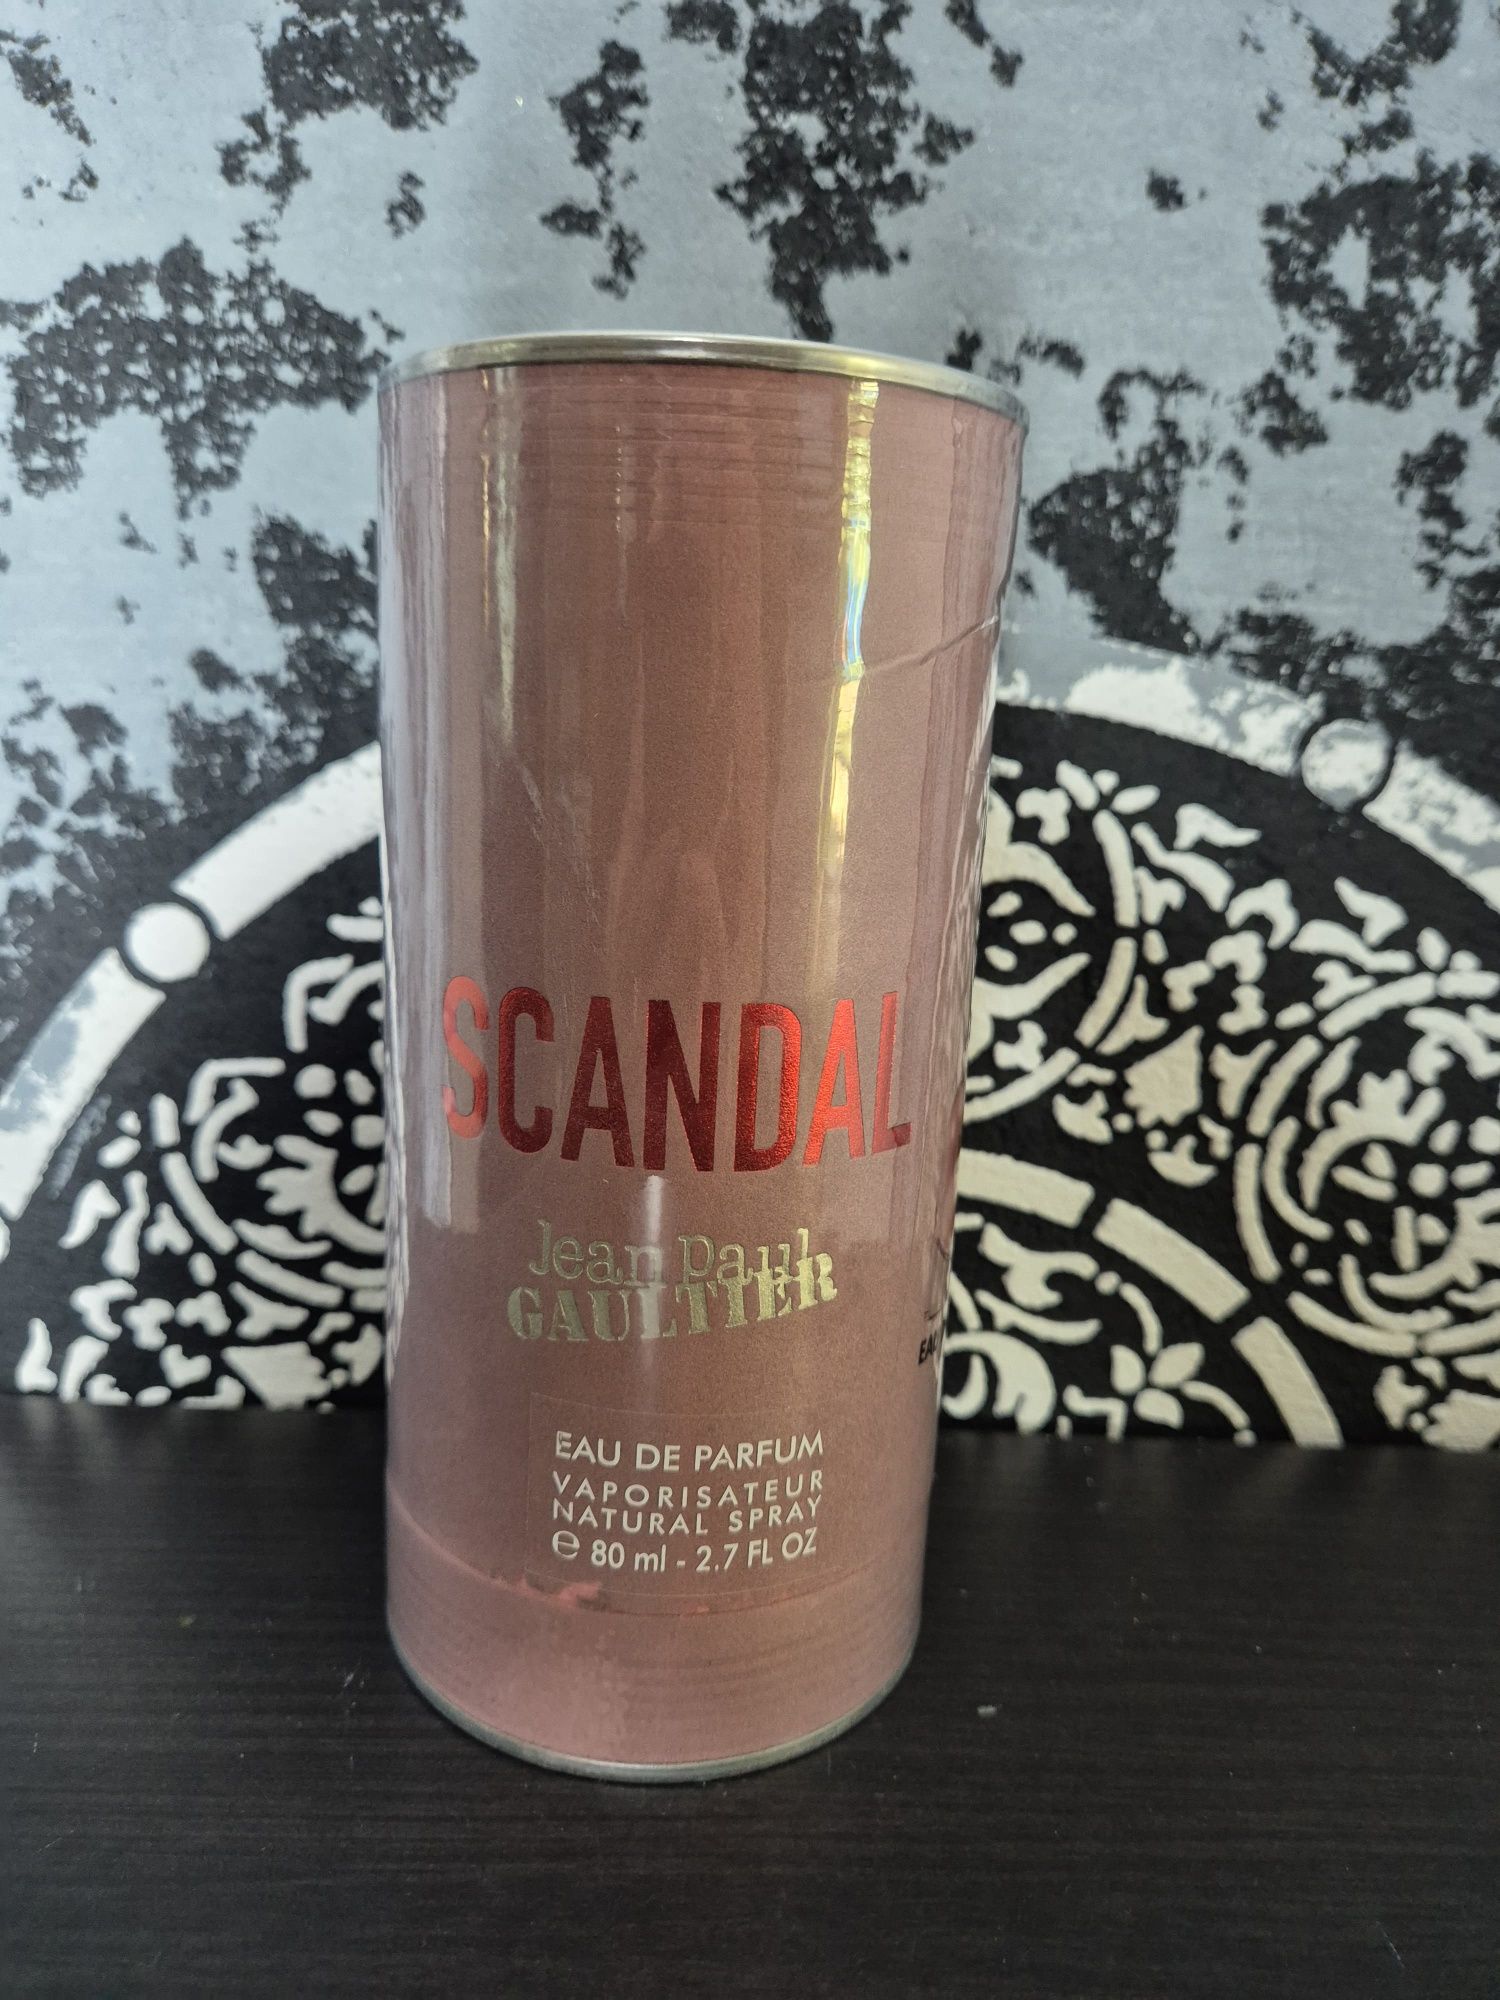 SCANDAL
Jean Paul
GAULTIER
EAU DE PARFUM
VAPORISATEUR
NATURAL SPRAY
℮ 80 ml - 2.7 FL OZ